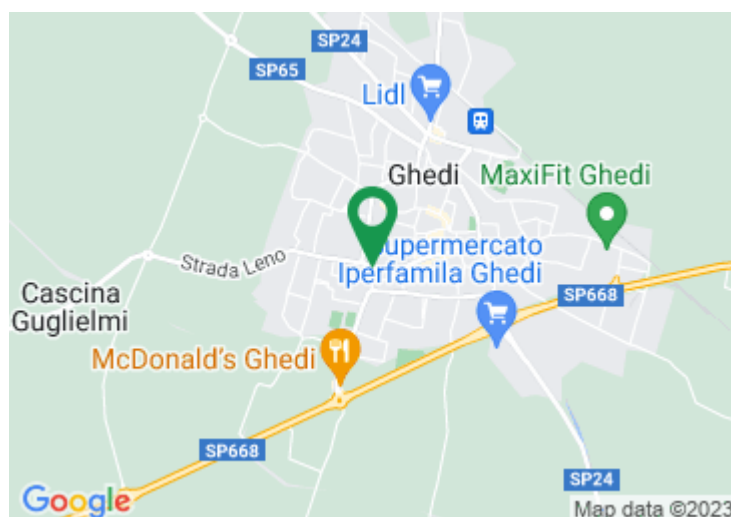 SP24
SP65
Lidl
Ghedi
MaxiFit Ghedi
Supermercato
Iperfamila Ghedi
Strada Leno
SP668
Cascina
Guglielmi
McDonald's Ghedi
SP668
SP24
Google
Map data ©2023